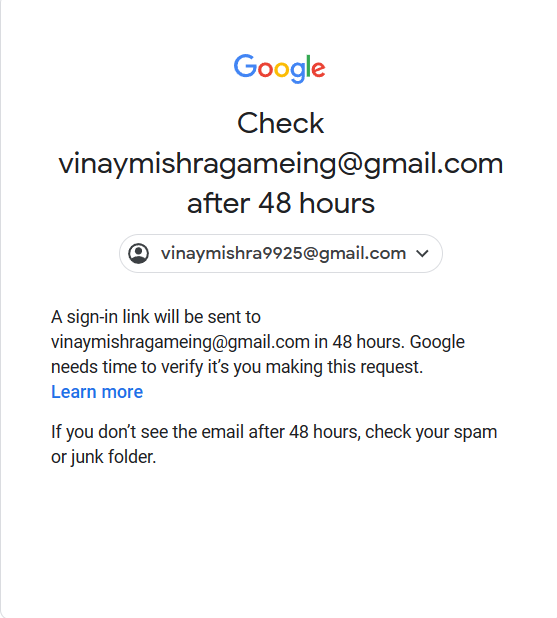 Google
Check
vinaymishragameing@gmail.com
after 48 hours
vinaymishra9925@gmail.com
A sign-in link will be sent to
vinaymishragameing@gmail.com in 48 hours. Google
needs time to verify it’s you making this request.
Learn more
If you don’t see the email after 48 hours, check your spam
or junk folder.